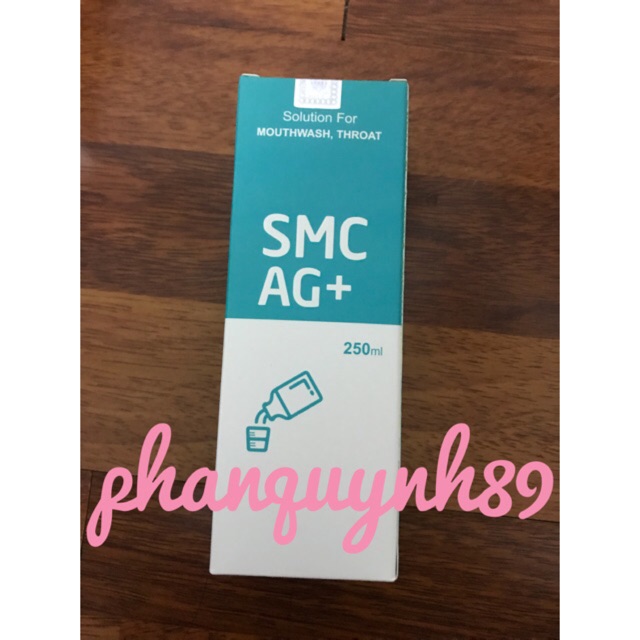 Solution For
MOUTHWASH, THROAT
SMC
AG+
250ml
phanquynh89